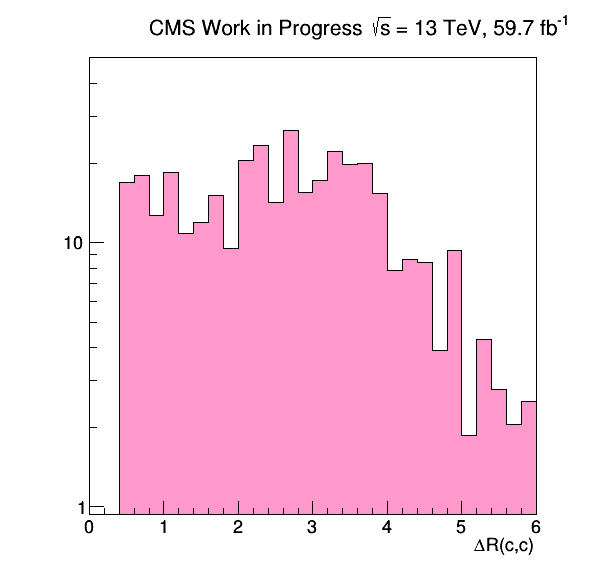 CMS Work in Progress √s = 13 TeV, 59.7 fb⁻¹
10
1
0 1 2 3 4 5 6
ΔR(c,c)